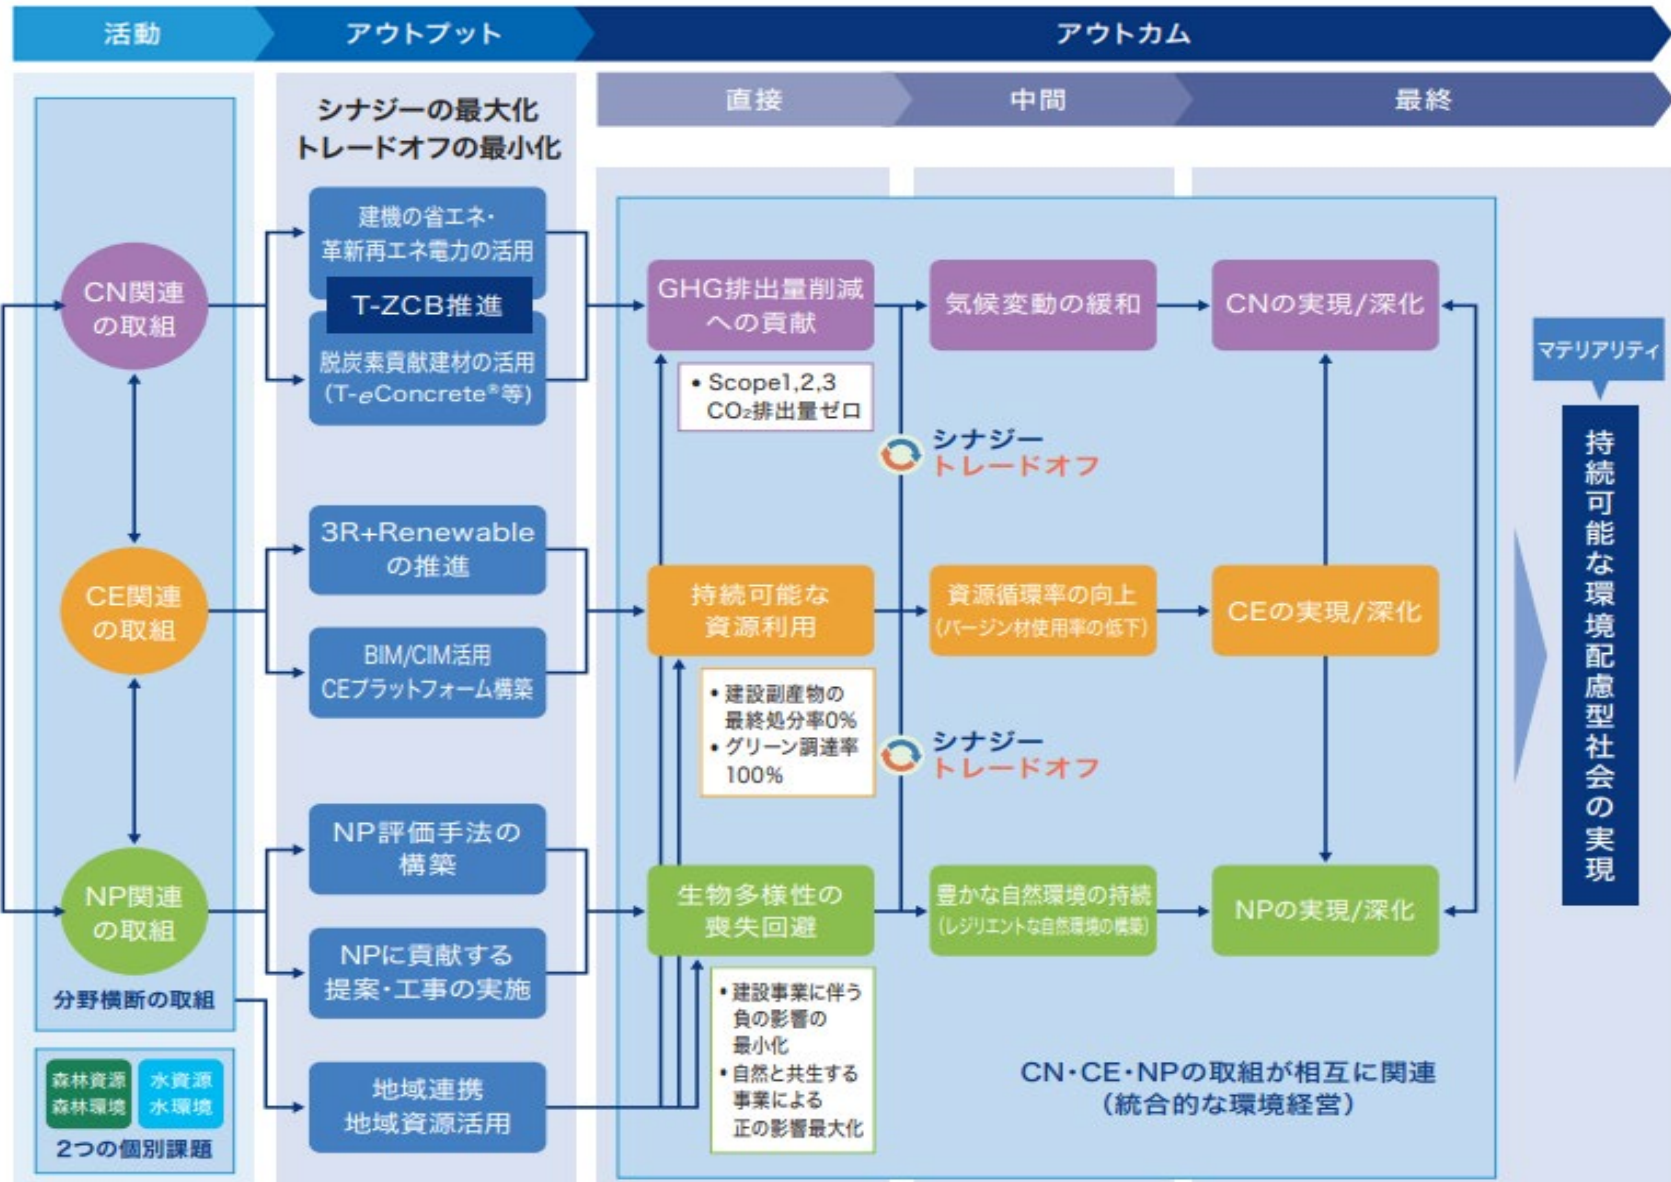 活動
アウトプット
アウトカム
直接
中間
最終
シナジーの最大化
トレードオフの最小化
CN関連
の取組
CE関連
の取組
NP関連
の取組
分野横断の取組
森林資源
森林環境
水資源
水環境
2つの個別課題
建機の省エネ・
革新再エネ電力の活用
T-ZCB推進
脱炭素貢献建材の活用
(T-eConcrete®等)
3R+Renewable
の推進
BIM/CIM活用
CEプラットフォーム構築
NP評価手法の
構築
NPに貢献する
提案・工事の実施
地域連携
地域資源活用
GHG排出量削減
への貢献
• Scope1,2,3
CO₂排出量ゼロ
気候変動の緩和
CNの実現/深化
シナジー
トレードオフ
持続可能な
資源利用
• 建設副産物の
最終処分率0%
• グリーン調達率
100%
資源循環率の向上
(バージン材使用率の低下)
CEの実現/深化
シナジー
トレードオフ
生物多様性の
喪失回避
• 建設事業に伴う
負の影響の
最小化
• 自然と共生する
事業による
正の影響最大化
豊かな自然環境の持続
(レジリエントな自然環境の構築)
NPの実現/深化
CN・CE・NPの取組が相互に関連
(統合的な環境経営)
マテリアリティ
持続可能な環境配慮型社会の実現